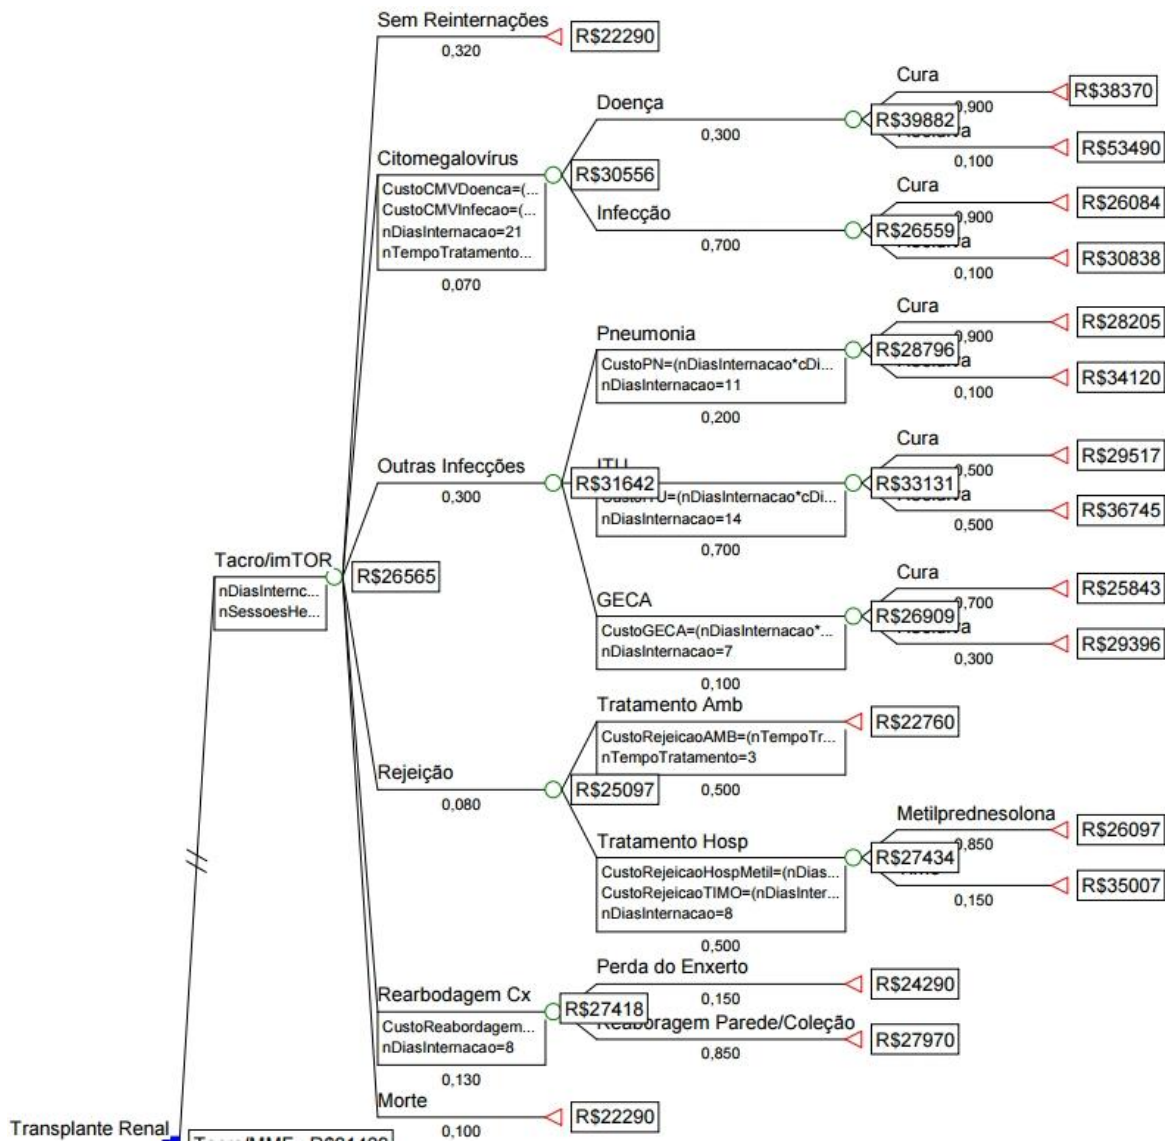 Sem Reinternações
0,320
R$22290
Citomegalovírus
CustoCMVDoenca=(...
CustoCMVInfecao=(...
nDiasInternacao=21
nTempoTratamento...
0,070
R$30556
Doença
0,300
R$39882
Cura
0,900
R$38370
0,100
R$53490
Infecção
0,700
R$26559
Cura
0,900
R$26084
0,100
R$30838
Outras Infecções
0,300
R$31642
Pneumonia
CustoPN=(nDiasInternacao*cDi...
nDiasInternacao=11
0,200
R$28796
Cura
0,900
R$28205
0,100
R$34120
ITU
CustoITU=(nDiasInternacao*cDi...
nDiasInternacao=14
0,700
R$33131
Cura
0,500
R$29517
0,500
R$36745
GECA
CustoGECA=(nDiasInternacao*...
nDiasInternacao=7
0,100
R$26909
Cura
0,700
R$25843
0,300
R$29396
Tacro/imTOR
nDiasInternc...
nSessoesHe...
R$26565
Rejeição
0,080
R$25097
Tratamento Amb
CustoRejeicaoAMB=(nTempoTr...
nTempoTratamento=3
0,500
R$22760
Tratamento Hosp
CustoRejeicaoHospMetil=(nDias...
CustoRejeicaoTIMO=(nDiasInter...
nDiasInternacao=8
0,500
R$27434
Metilprednesolona
0,850
R$26097
0,150
R$35007
Rearbodagem Cx
CustoReabordagem...
nDiasInternacao=8
0,130
R$27418
Perda do Enxerto
0,150
R$24290
Reaboragem Parede/Coleção
0,850
R$27970
Morte
0,100
R$22290
Transplante Renal